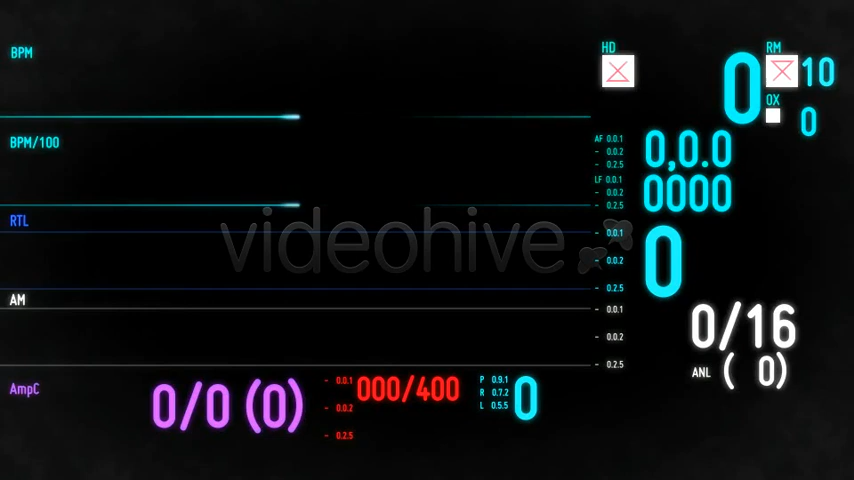 BPM
HD
RM
0
10
OX
0
BPM/100
AF 0.0.1
- 0.0.2
- 0.2.5
0,0.0
LF 0.0.1
- 0.0.2
- 0.2.5
0000
RTL
videohive
- 0.0.1
- 0.0.2
- 0.2.5
0
AM
- 0.0.1
- 0.0.2
- 0.2.5
0/16
ANL ( 0)
AmpC
0/0 (0)
- 0.0.1
- 0.0.2
- 0.2.5
000/400
P 0.9.1
R 0.7.2
L 0.5.5
0